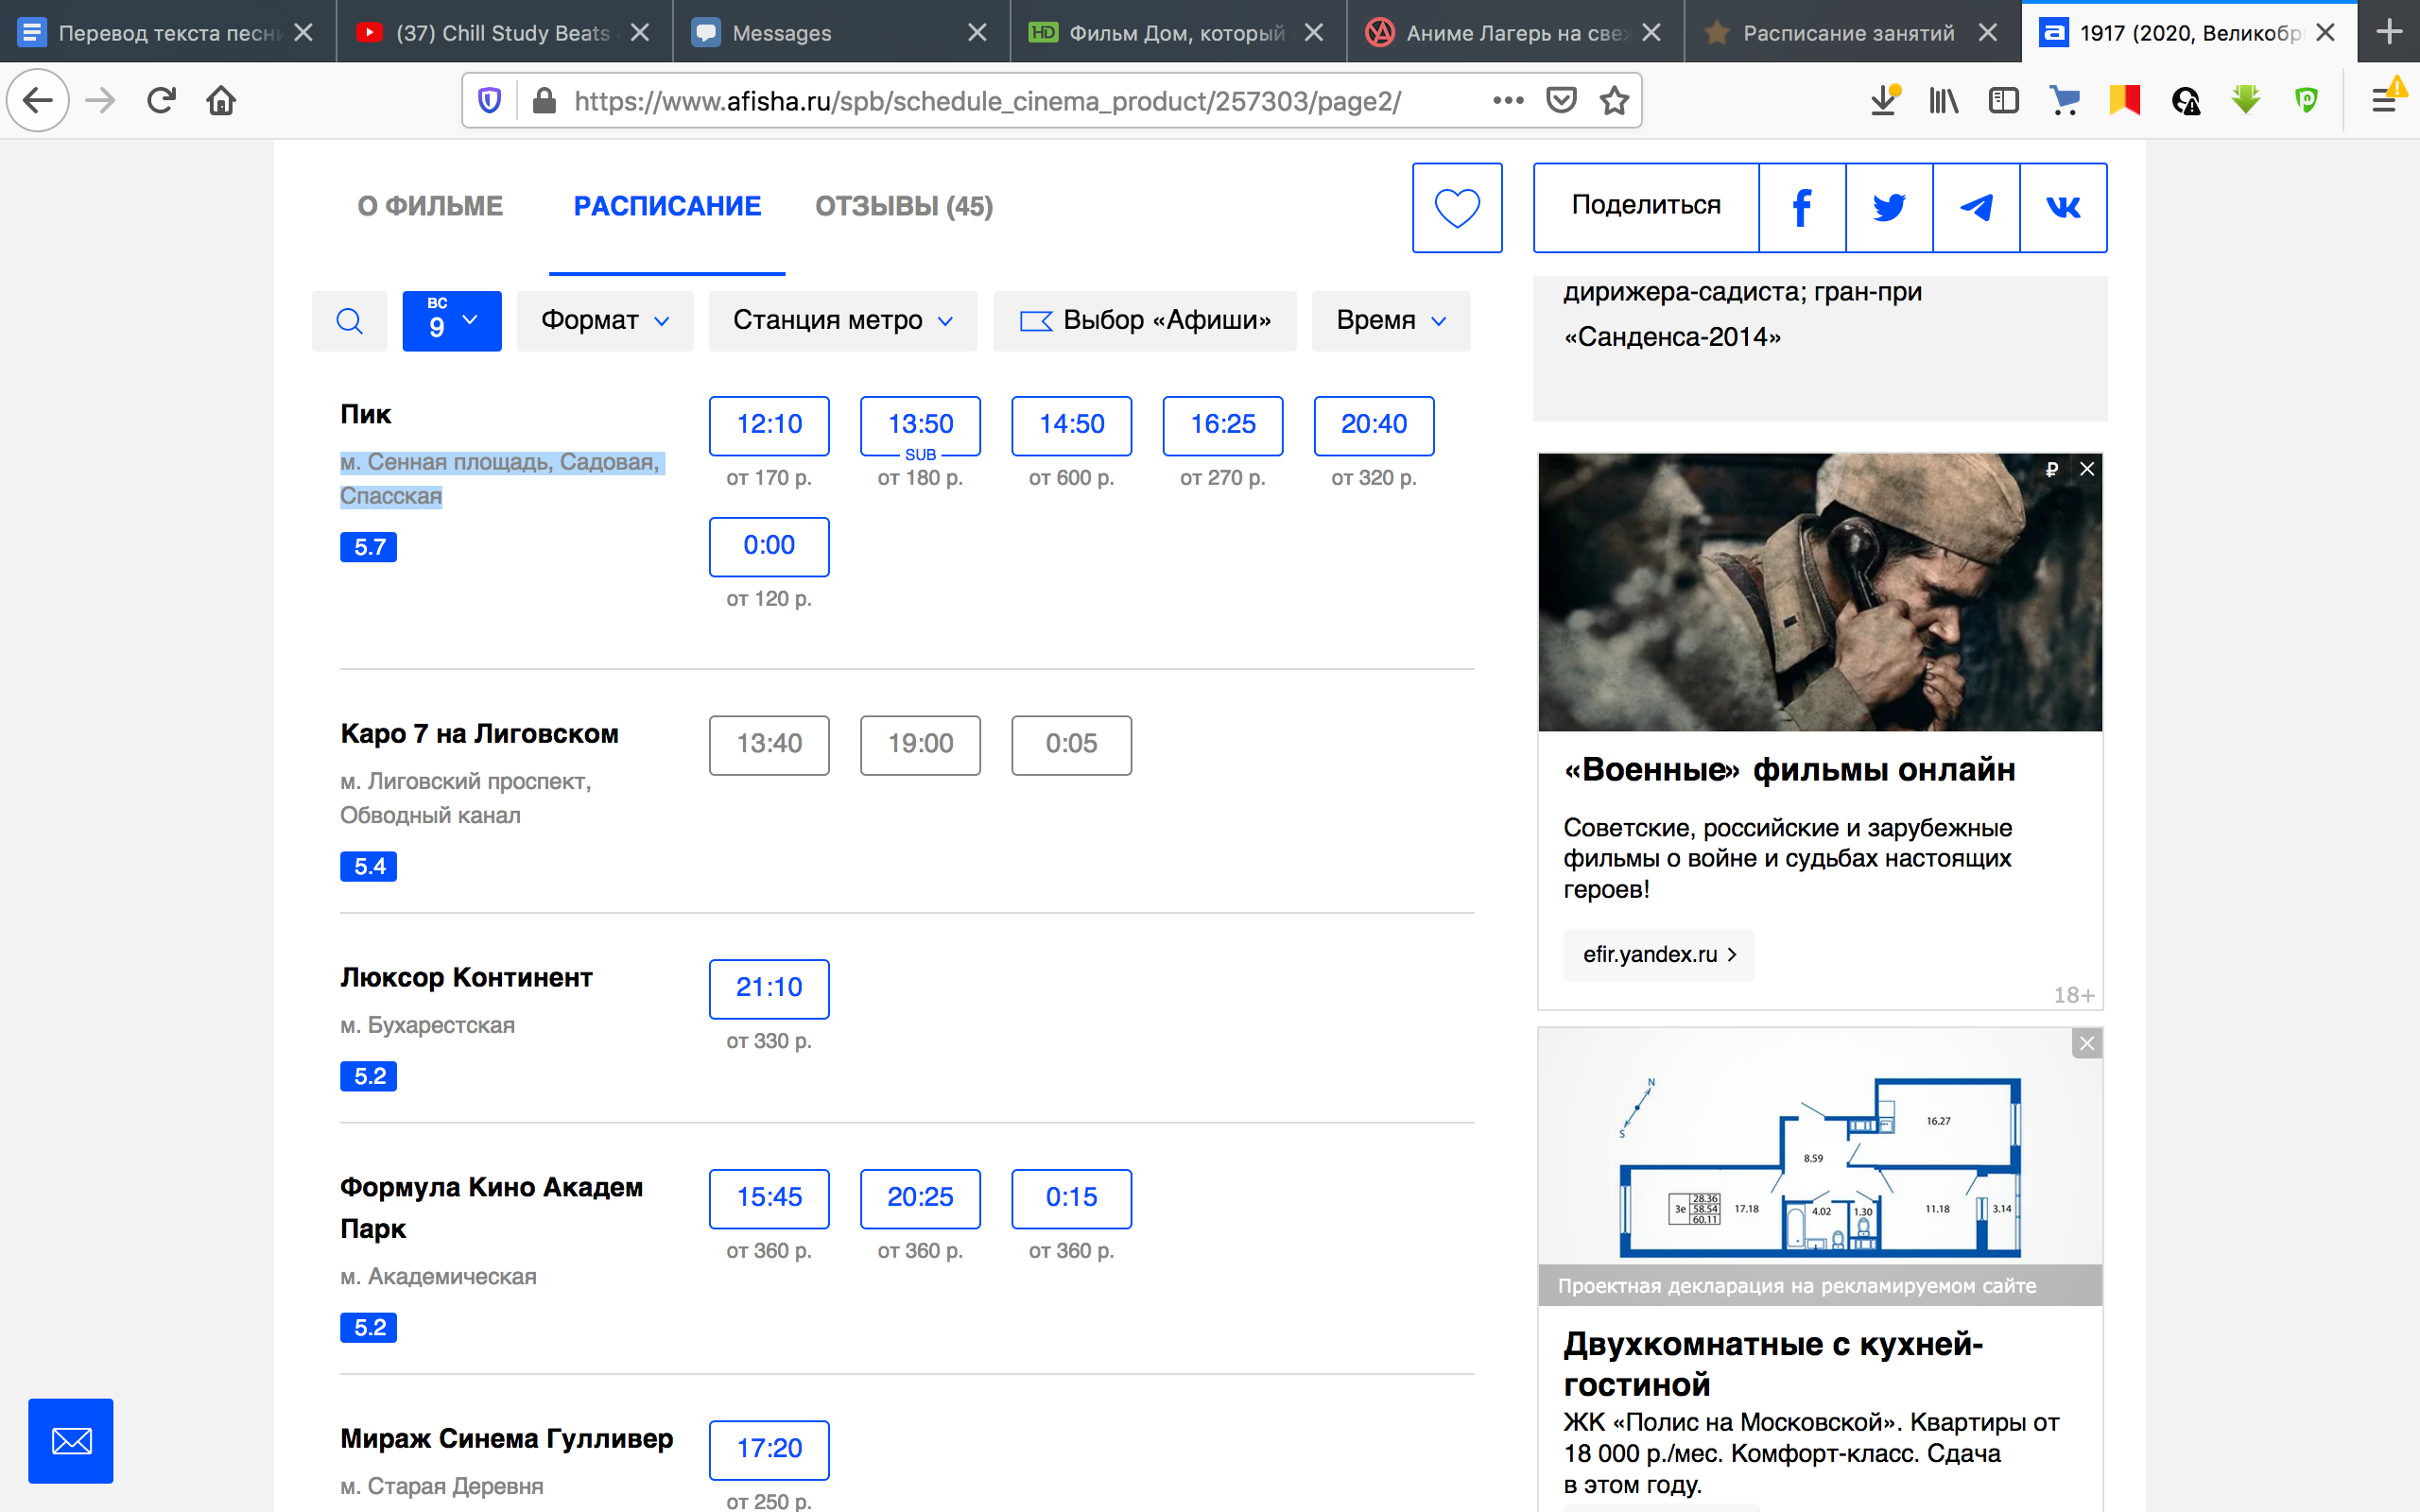 Перевод текста песн
(37) Chill Study Beats
Messages
HD Фильм Дом, который
Аниме Лагерь на све
Расписание занятий
1917 (2020, Великобр
https://www.afisha.ru/spb/schedule_cinema_product/257303/page2/
О ФИЛЬМЕ
РАСПИСАНИЕ
ОТЗЫВЫ (45)
Поделиться
ВС
9
Формат
Станция метро
Выбор «Афиши»
Время
Пик
м. Сенная площадь, Садовая,
Спасская
5.7
12:10
13:50
14:50
16:25
20:40
SUB
от 170 р.
от 180 р.
от 600 р.
от 270 р.
от 320 р.
0:00
от 120 р.
Каро 7 на Лиговском
м. Лиговский проспект,
Обводный канал
5.4
13:40
19:00
0:05
Люксор Континент
м. Бухарестская
5.2
21:10
от 330 р.
Формула Кино Академ
Парк
м. Академическая
5.2
15:45
20:25
0:15
от 360 р.
от 360 р.
от 360 р.
Мираж Синема Гулливер
м. Старая Деревня
17:20
от 250 р.
дирижера-садиста; гран-при
«Санденса-2014»
₽
«Военные» фильмы онлайн
Советские, российские и зарубежные
фильмы о войне и судьбах настоящих
героев!
efir.yandex.ru
18+
N
S
16.27
8.59
3е
28.36
58.54
60.11
17.18
4.02
1.30
11.18
3.14
Проектная декларация на рекламируемом сайте
Двухкомнатные с кухней-
гостиной
ЖК «Полис на Московской». Квартиры от
18 000 р./мес. Комфорт-класс. Сдача
в этом году.